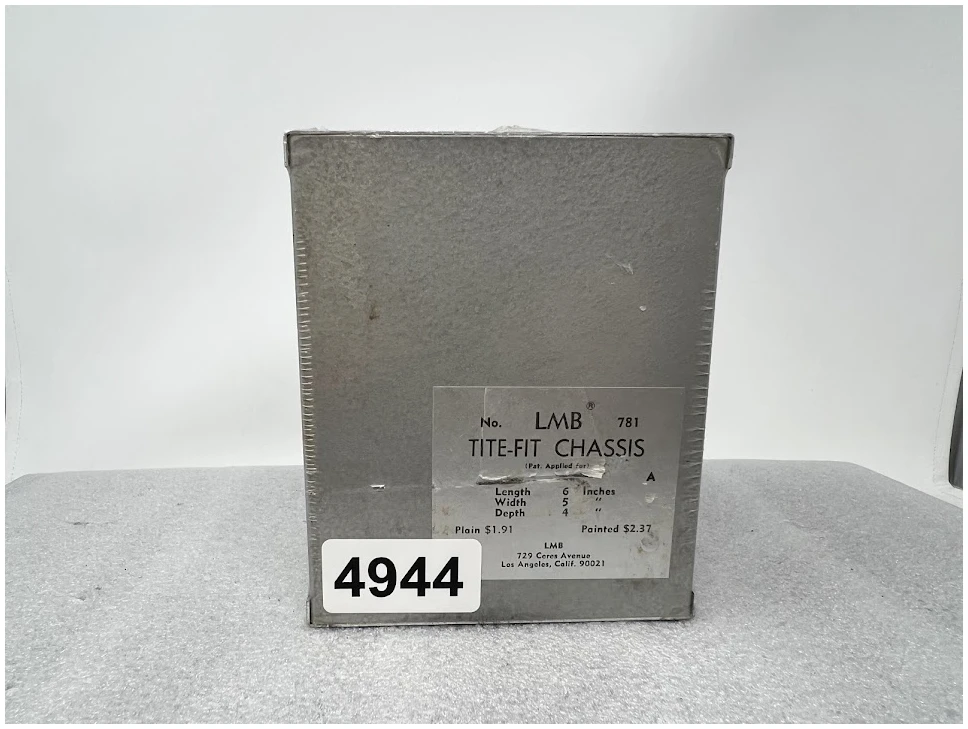 No. LMB® 781
TITE-FIT CHASSIS
(Pat. Applied for)
A
Length 6 Inches
Width 5 "
Depth 4 "
Plain $1.91 Painted $2.37
LMB
729 Ceres Avenue
Los Angeles, Calif. 90021
4944